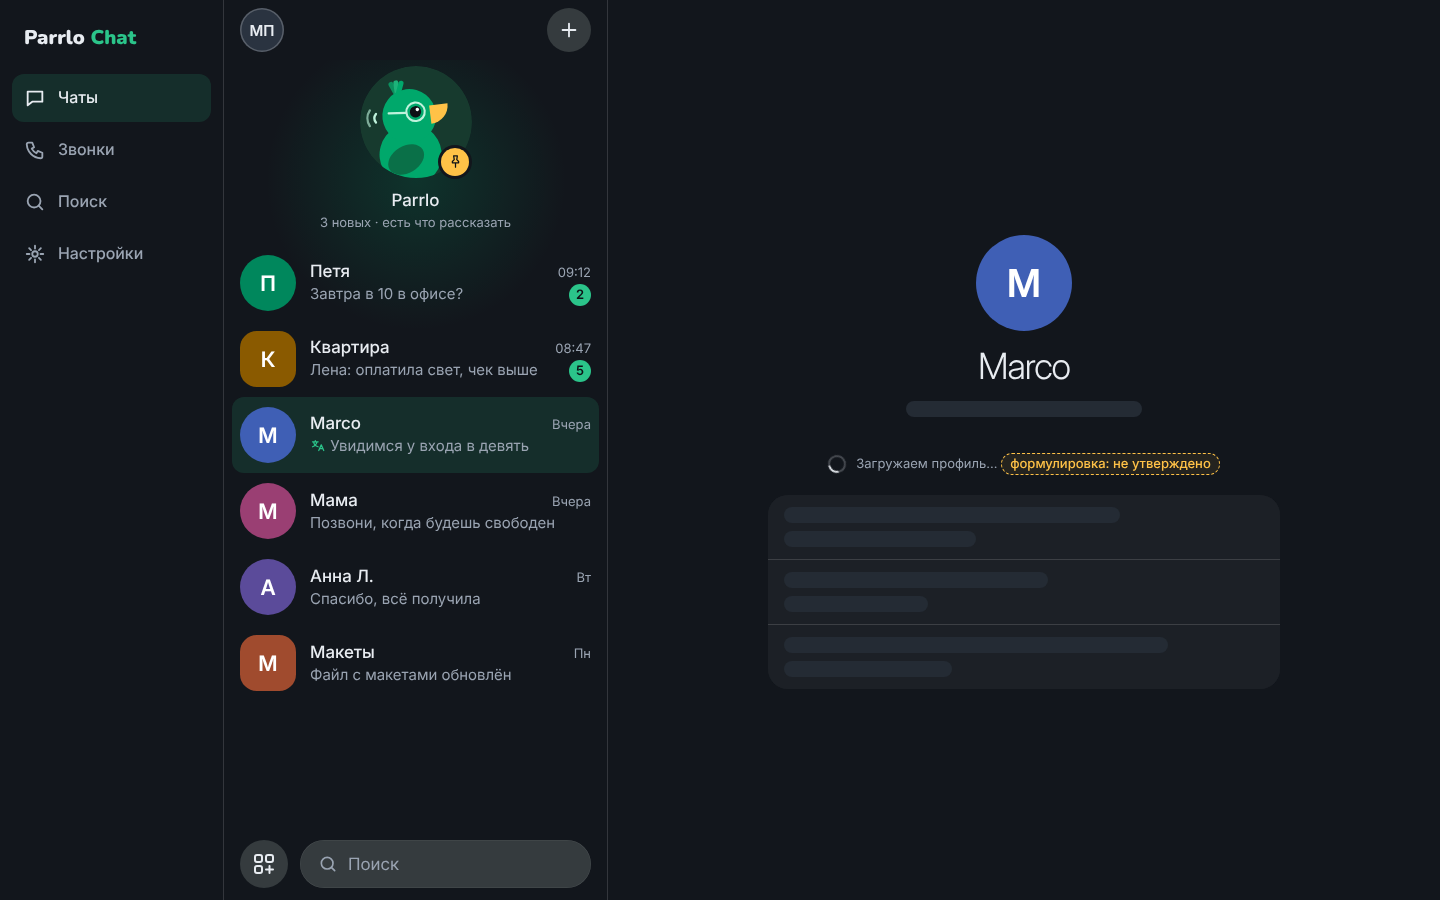 Parrlo Chat
Чаты
Звонки
Поиск
Настройки
МП
Parrlo
3 новых · есть что рассказать
П
Петя
09:12
Завтра в 10 в офисе?
2
К
Квартира
08:47
Лена: оплатила свет, чек выше
5
M
Marco
Вчера
Увидимся у входа в девять
М
Мама
Вчера
Позвони, когда будешь свободен
А
Анна Л.
Вт
Спасибо, всё получила
М
Макеты
Пн
Файл с макетами обновлён
Поиск
M
Marco
Загружаем профиль... формулировка: не утверждено